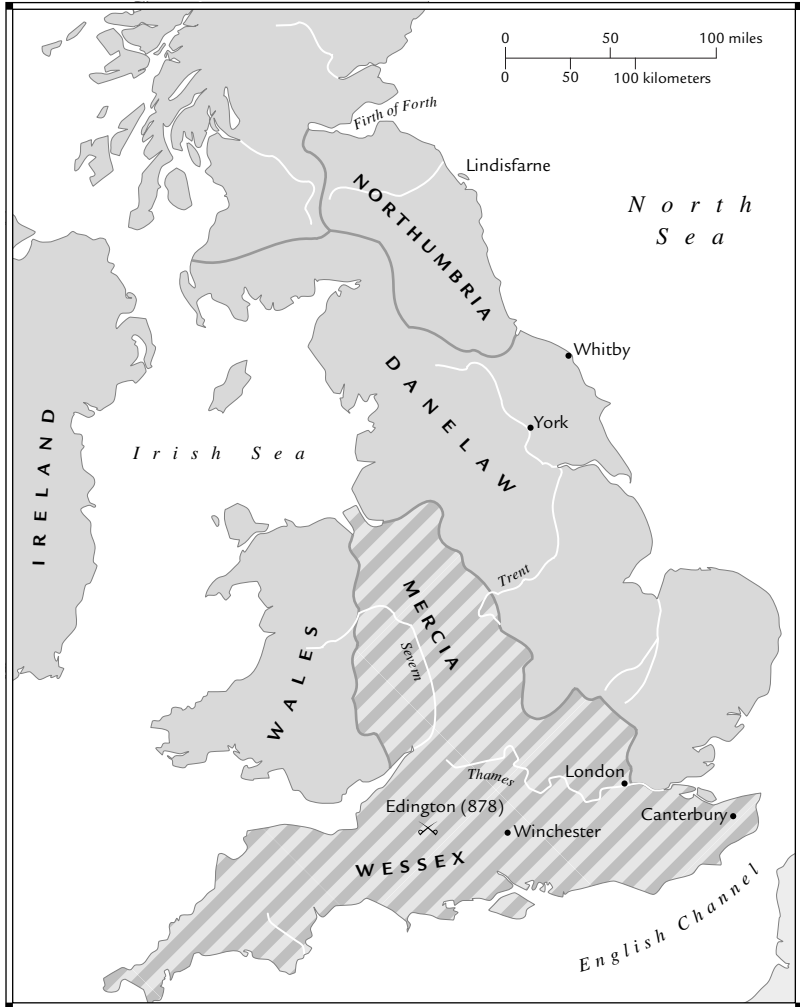 0 50 100 miles
0 50 100 kilometers
Firth of Forth
Lindisfarne
NORTHUMBRIA
North
Sea
Whitby
DANELAW
York
IRELAND
Irish Sea
Trent
MERCIA
Severn
WALES
Thames
London
Edington (878)
Canterbury
Winchester
WESSEX
English Channel